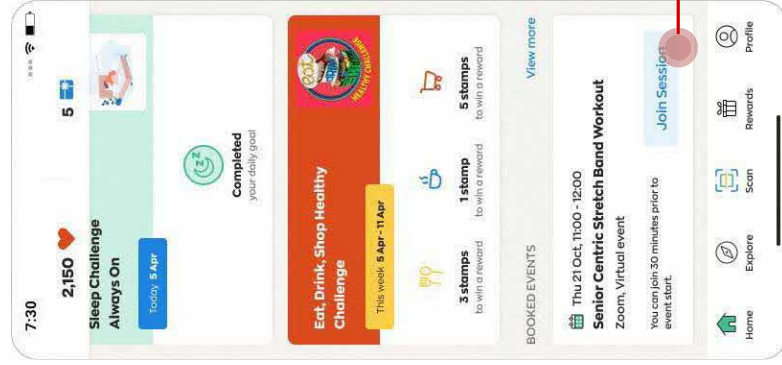 7:30
2,150
5
Sleep Challenge
Always On
Today 5 Apr
Completed
your daily goal
Eat, Drink, Shop Healthy
Challenge
This week 5 Apr - 11 Apr
eat
HEALTHY CHALLENGE
3 stamps
to win a reward
1 stamp
to win a reward
5 stamps
to win a reward
BOOKED EVENTS
View more
Thu 21 Oct, 11:00 - 12:00
Senior Centric Stretch Band Workout
Zoom, Virtual event
You can join 30 minutes prior to
event start.
Join Session
Home
Explore
Scan
Rewards
Profile